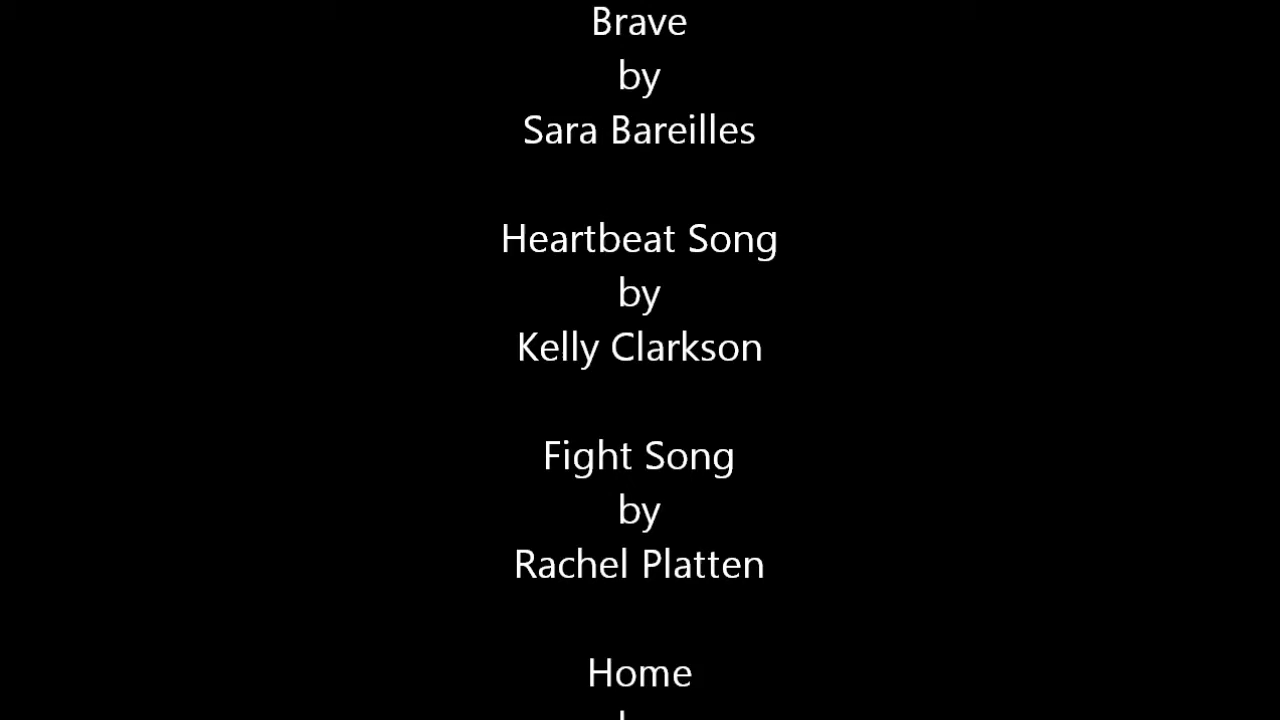 Brave
by
Sara Bareilles
Heartbeat Song
by
Kelly Clarkson
Fight Song
by
Rachel Platten
Home